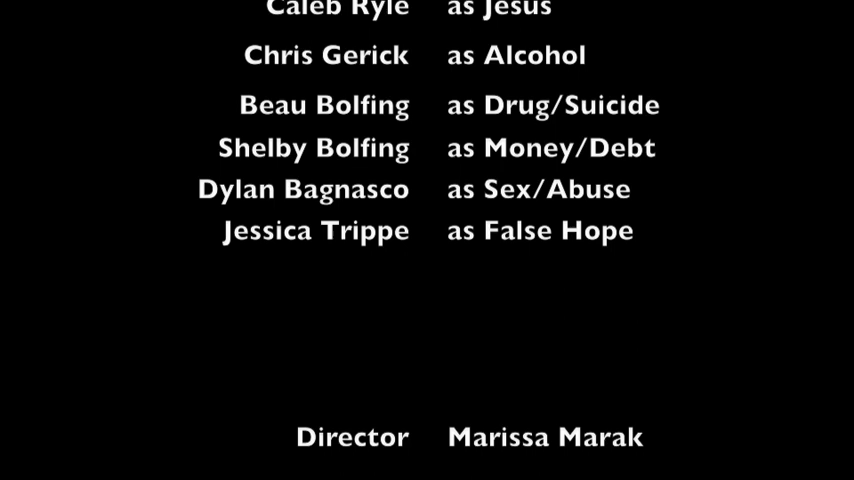 Caleb Ryle as Jesus
Chris Gerick as Alcohol
Beau Bolfing as Drug/Suicide
Shelby Bolfing as Money/Debt
Dylan Bagnasco as Sex/Abuse
Jessica Trippe as False Hope
Director Marissa Marak